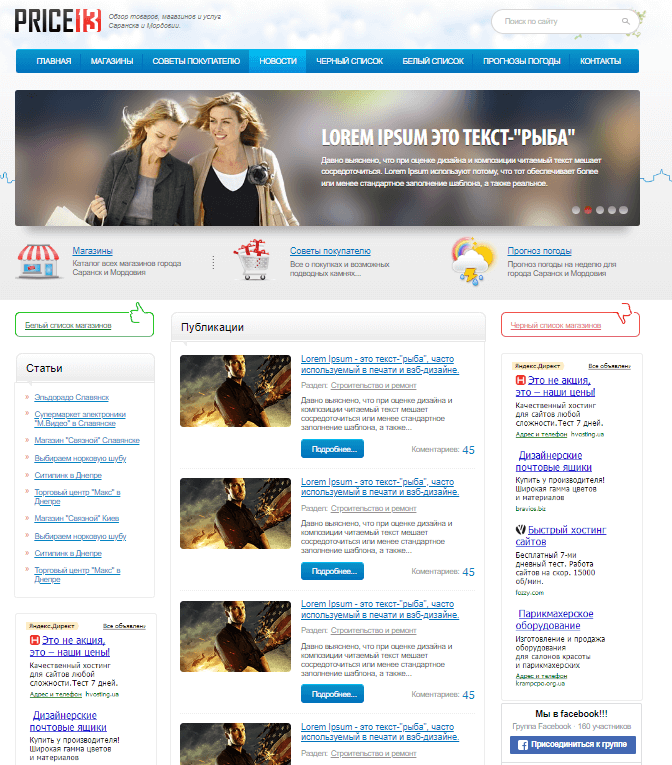 PRICE13
Обзор товаров, магазинов и услуг
Саранска и Мордовии.
Поиск по сайту
ГЛАВНАЯ
МАГАЗИНЫ
СОВЕТЫ ПОКУПАТЕЛЮ
НОВОСТИ
ЧЕРНЫЙ СПИСОК
БЕЛЫЙ СПИСОК
ПРОГНОЗЫ ПОГОДЫ
КОНТАКТЫ
LOREM IPSUM ЭТО ТЕКСТ-"РЫБА"
Давно выяснено, что при оценке дизайна и композиции читаемый текст мешает
сосредоточиться. Lorem Ipsum используют потому, что тот обеспечивает более
или менее стандартное заполнение шаблона, а также реальное.
Магазины
Каталог всех магазинов города
Саранск и Мордовия
Советы покупателю
Все о покупках и возможных
подводных камнях...
Прогноз погоды
Прогноз погоды на неделю для
города Саранск и Мордовия
Белый список магазинов
Статьи
Эльдорадо Славянск
Супермаркет электроники
"М.Видео" в Славянске
Магазин "Связной" Славянске
Выбираем норковую шубу
Ситилинк в Днепре
Торговый центр "Макс" в
Днепре
Магазин "Связной" Киев
Выбираем норковую шубу
Ситилинк в Днепре
Торговый центр "Макс" в
Днепре
Яндекс.Директ
Все объявлени
Это не акция,
это – наши цены!
Качественный хостинг
для сайтов любой
сложности.Тест 7 дней.
Адрес и телефон hvosting.ua
Дизайнерские
почтовые ящики
Купить у производителя!
Широкая гамма цветов
и материалов
Публикации
Lorem Ipsum - это текст-"рыба", часто
используемый в печати и вэб-дизайне.
Раздел: Строительство и ремонт
Давно выяснено, что при оценке дизайна и
композиции читаемый текст мешает
сосредоточиться или менее стандартное
заполнение шаблона, а также...
Подробнее...
Коментариев: 45
Lorem Ipsum - это текст-"рыба", часто
используемый в печати и вэб-дизайне.
Раздел: Строительство и ремонт
Давно выяснено, что при оценке дизайна и
композиции читаемый текст мешает
сосредоточиться или менее стандартное
заполнение шаблона, а также...
Подробнее...
Коментариев: 45
Lorem Ipsum - это текст-"рыба", часто
используемый в печати и вэб-дизайне.
Раздел: Строительство и ремонт
Давно выяснено, что при оценке дизайна и
композиции читаемый текст мешает
сосредоточиться или менее стандартное
заполнение шаблона, а также...
Подробнее...
Коментариев: 45
Lorem Ipsum - это текст-"рыба", часто
используемый в печати и вэб-дизайне.
Раздел: Строительство и ремонт
Черный список магазинов
Яндекс.Директ
Все объявлени
Это не акция,
это – наши цены!
Качественный хостинг
для сайтов любой
сложности.Тест 7 дней.
Адрес и телефон hvosting.ua
Дизайнерские
почтовые ящики
Купить у производителя!
Широкая гамма цветов
и материалов
bravios.biz
Быстрый хостинг
сайтов
Бесплатный 7-ми
дневный тест. Работа
сайтов на скор. 15000
об/мин.
fozzy.com
Парикмахерское
оборудование
Изготовление и продажа
оборудования
для салонов красоты
и парикмахерских
Адрес и телефон
krampcpo.org.ua
Мы в facebook!!!
Группа Facebook · 160 участников
Присоединиться к группе